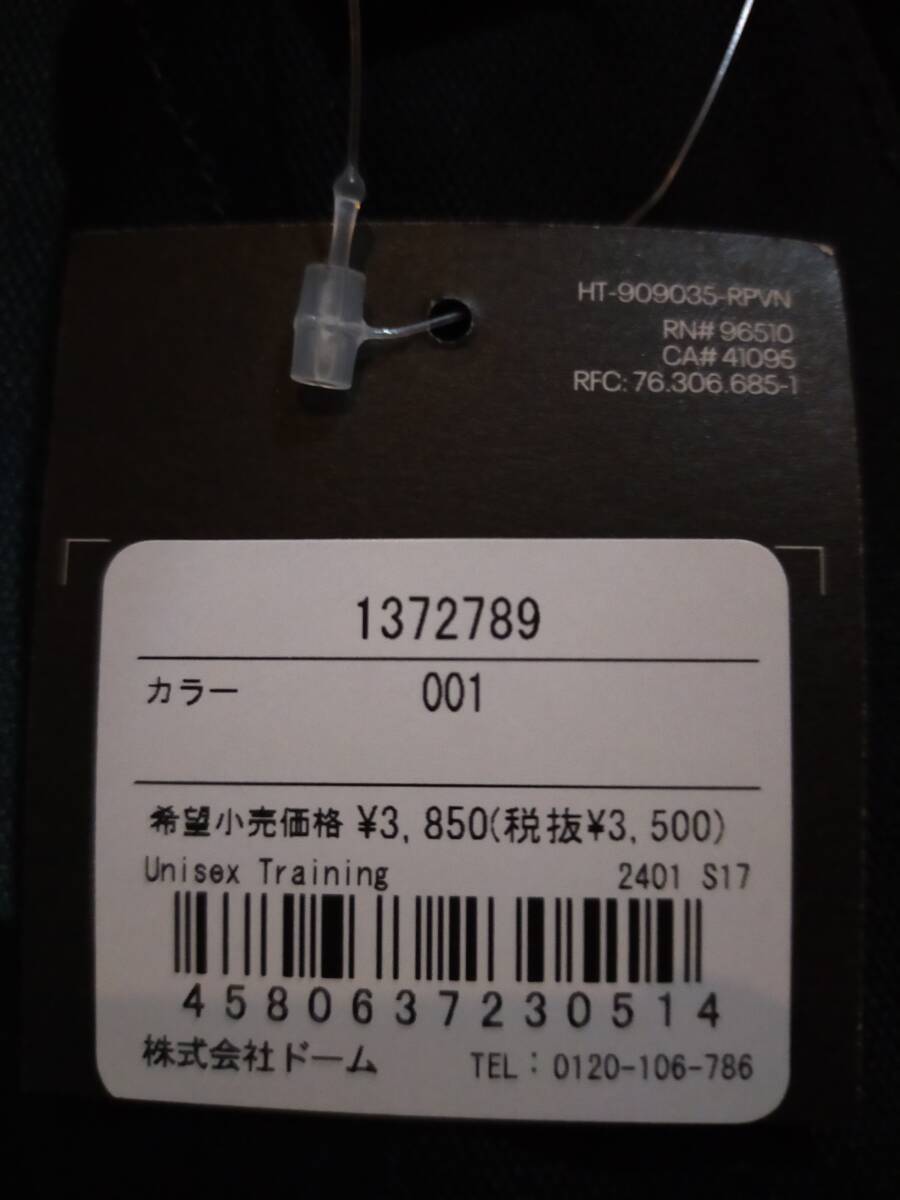 HT-909035-RPVN
RN# 96510
CA# 41095
RFC: 76.306.685-1
1372789
カラー 001
希望小売価格 ¥3,850(税抜¥3,500)
Unisex Training 2401 S17
4580637230514
株式会社ドーム TEL：0120-106-786